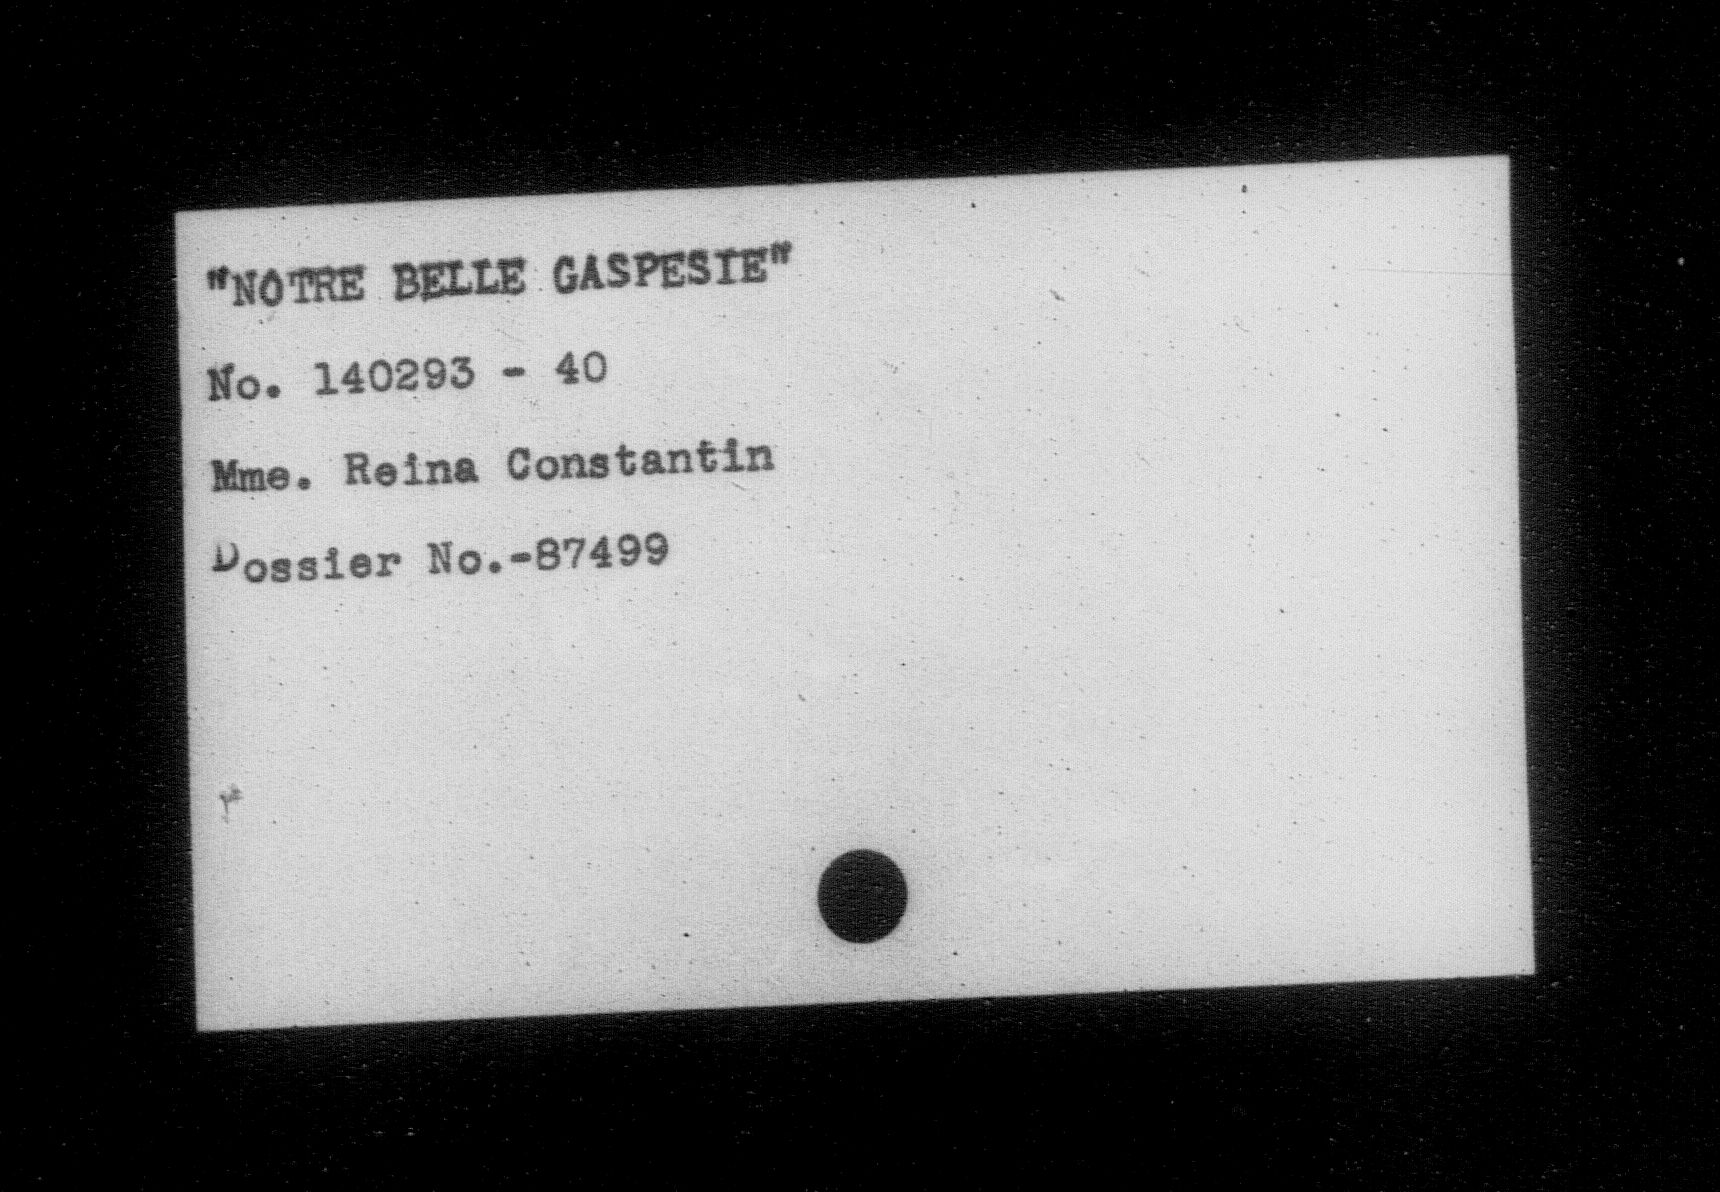 "NOTRE BELLE GASPESIE"
No. 140293 - 40
Mme. Reina Constantin
Dossier No.-87499